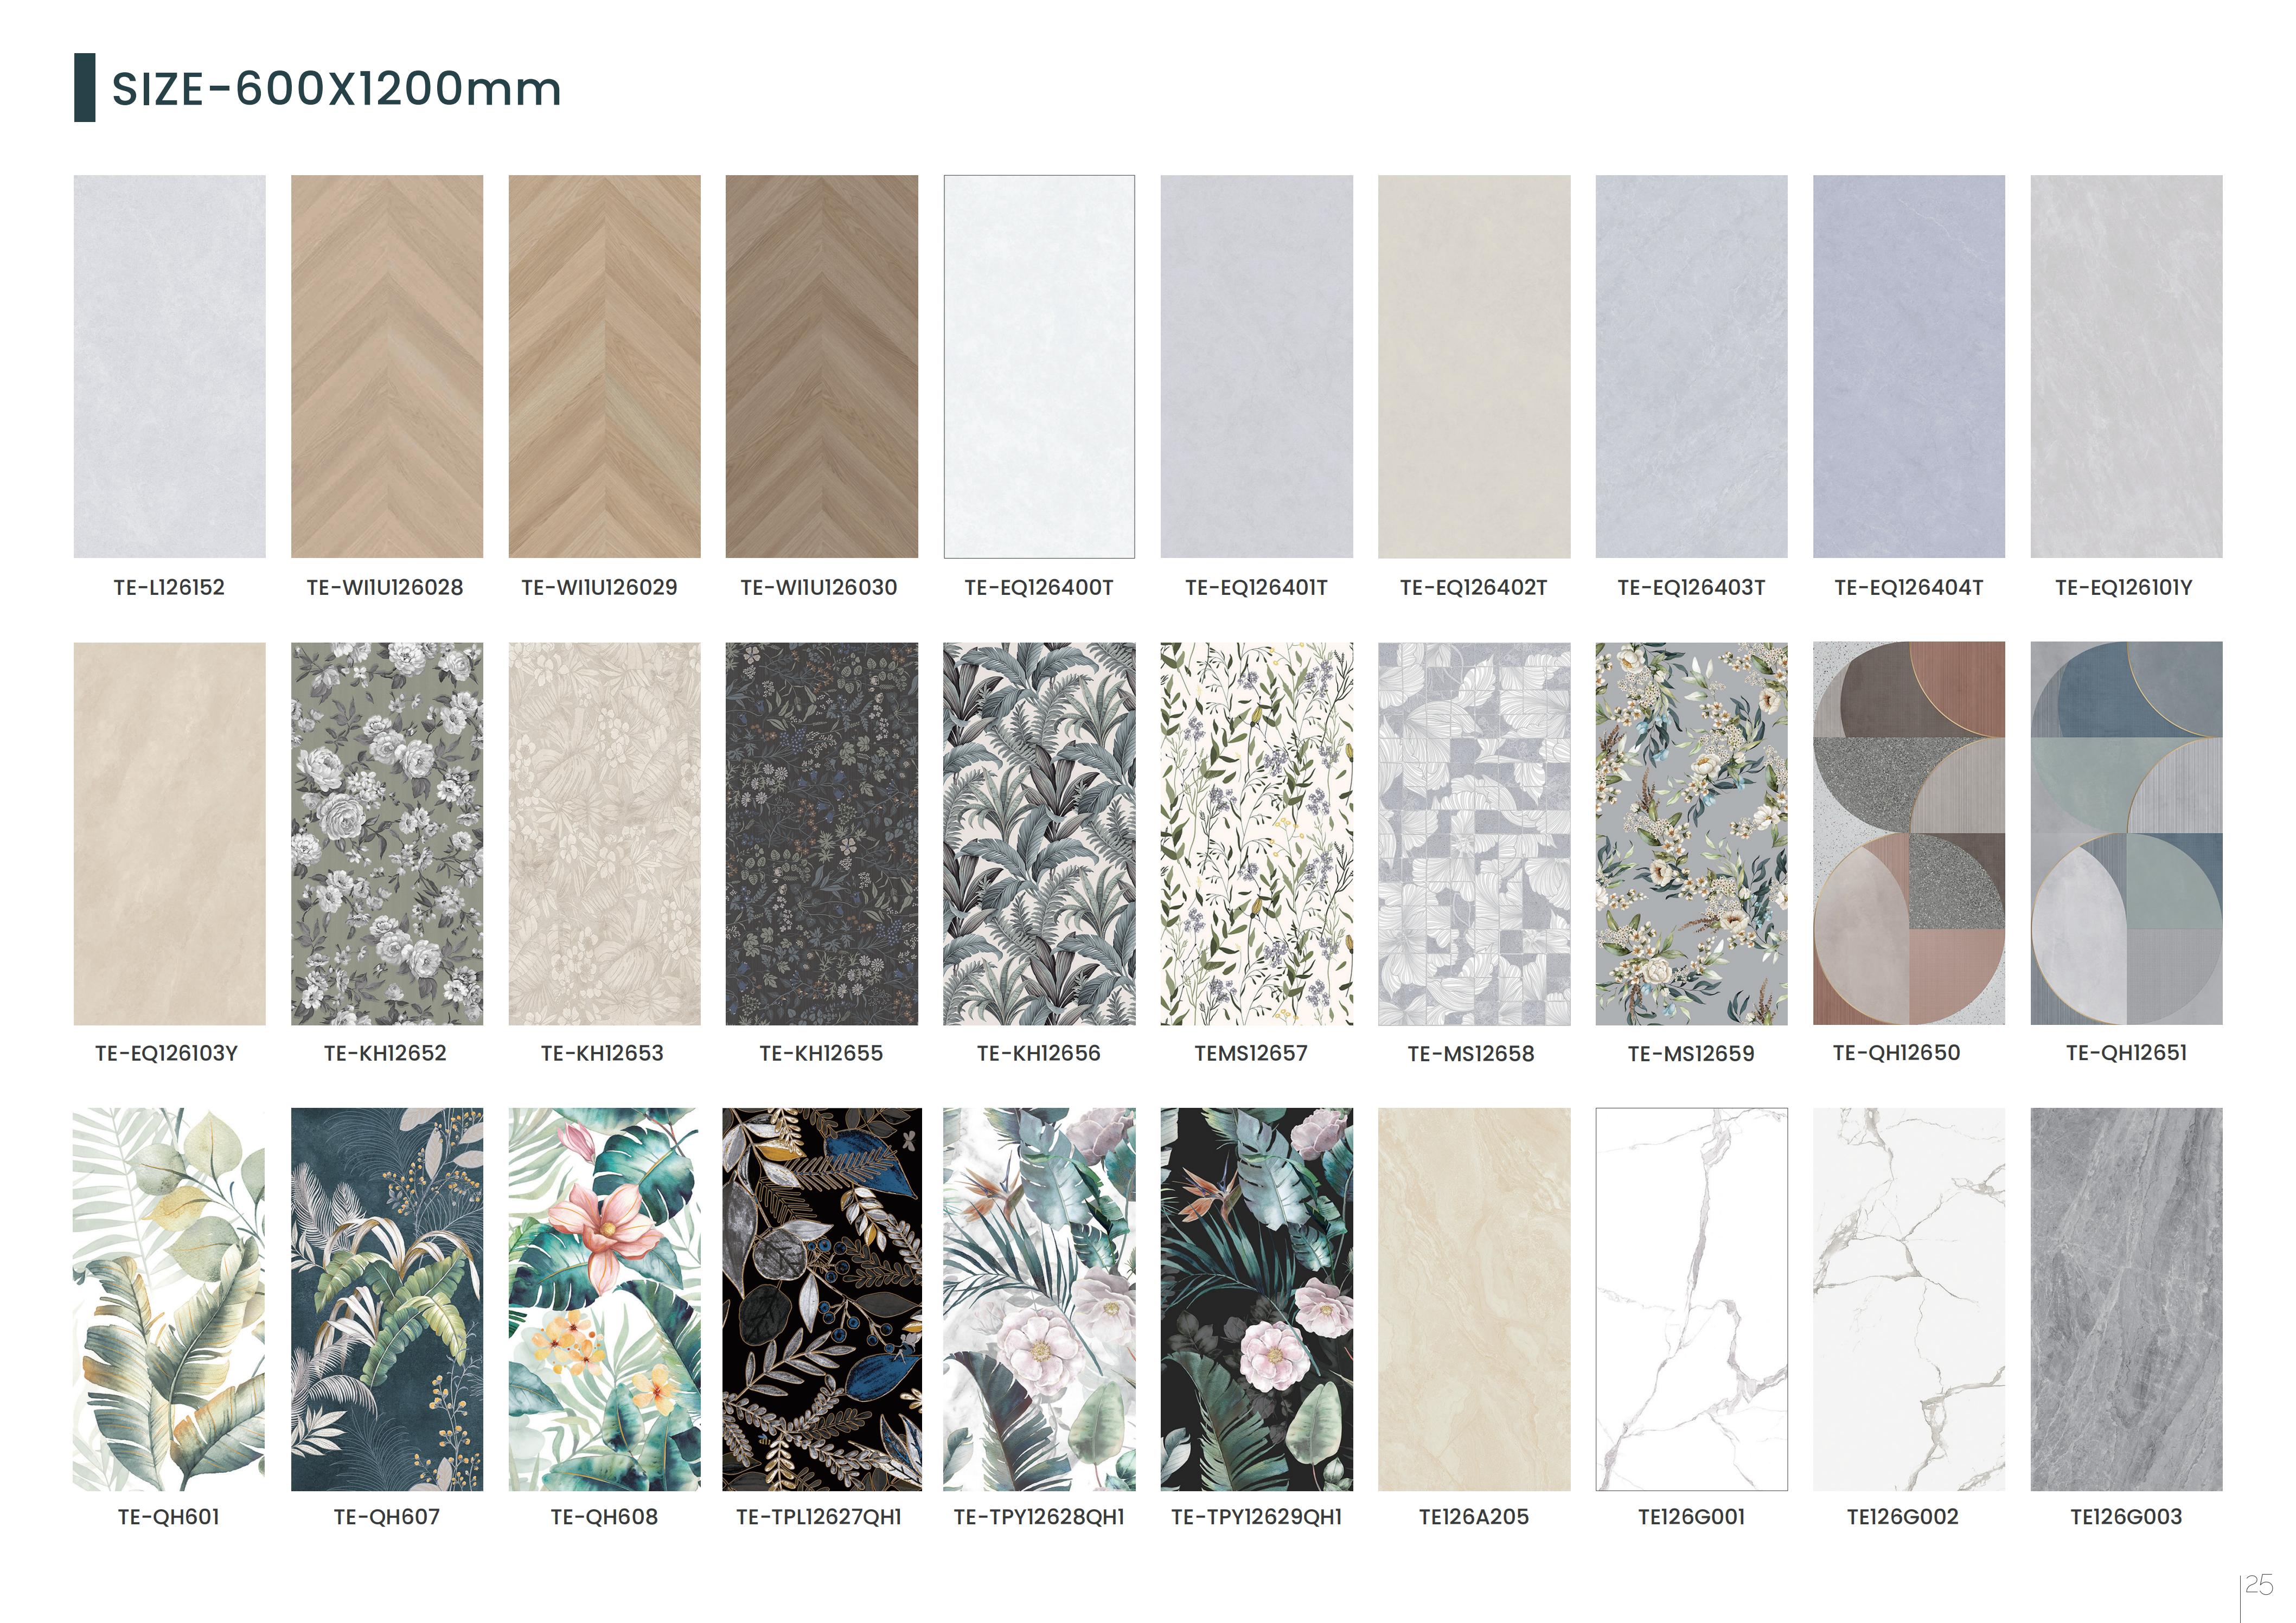 SIZE-600X1200mm
TE-L126152 TE-WI1U126028 TE-WI1U126029 TE-WI1U126030 TE-EQ126400T TE-EQ126401T TE-EQ126402T TE-EQ126403T TE-EQ126404T TE-EQ126101Y
TE-EQ126103Y TE-KH12652 TE-KH12653 TE-KH12655 TE-KH12656 TEMS12657 TE-MS12658 TE-MS12659 TE-QH12650 TE-QH12651
TE-QH601 TE-QH607 TE-QH608 TE-TPL12627QH1 TE-TPY12628QH1 TE-TPY12629QH1 TE126A205 TE126G001 TE126G002 TE126G003
25